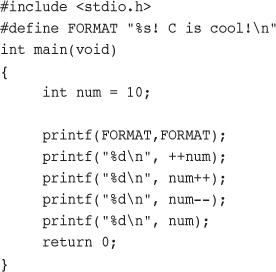 #include <stdio.h>
#define FORMAT "%s! C is cool!\n"
int main(void)
{
int num = 10;
printf(FORMAT,FORMAT);
printf("%d\n", ++num);
printf("%d\n", num++);
printf("%d\n", num--);
printf("%d\n", num);
return 0;
}